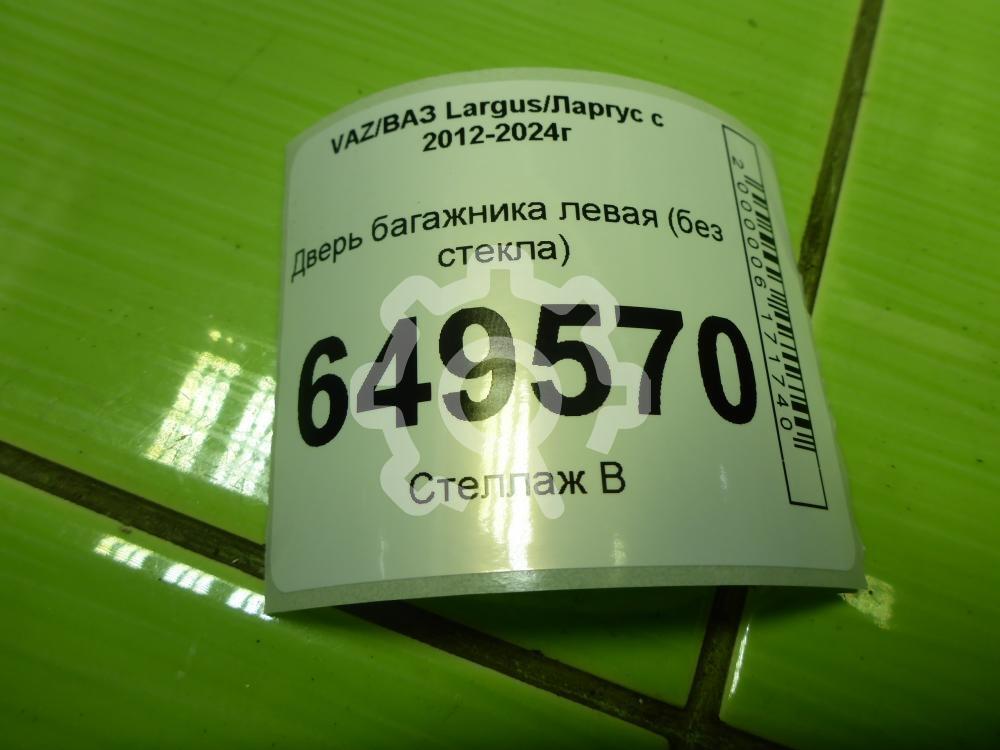 VAZ/ВАЗ Largus/Ларгус с
2012-2024г
Дверь багажника левая (без
стекла)
649570
Стеллаж В
2000006171740